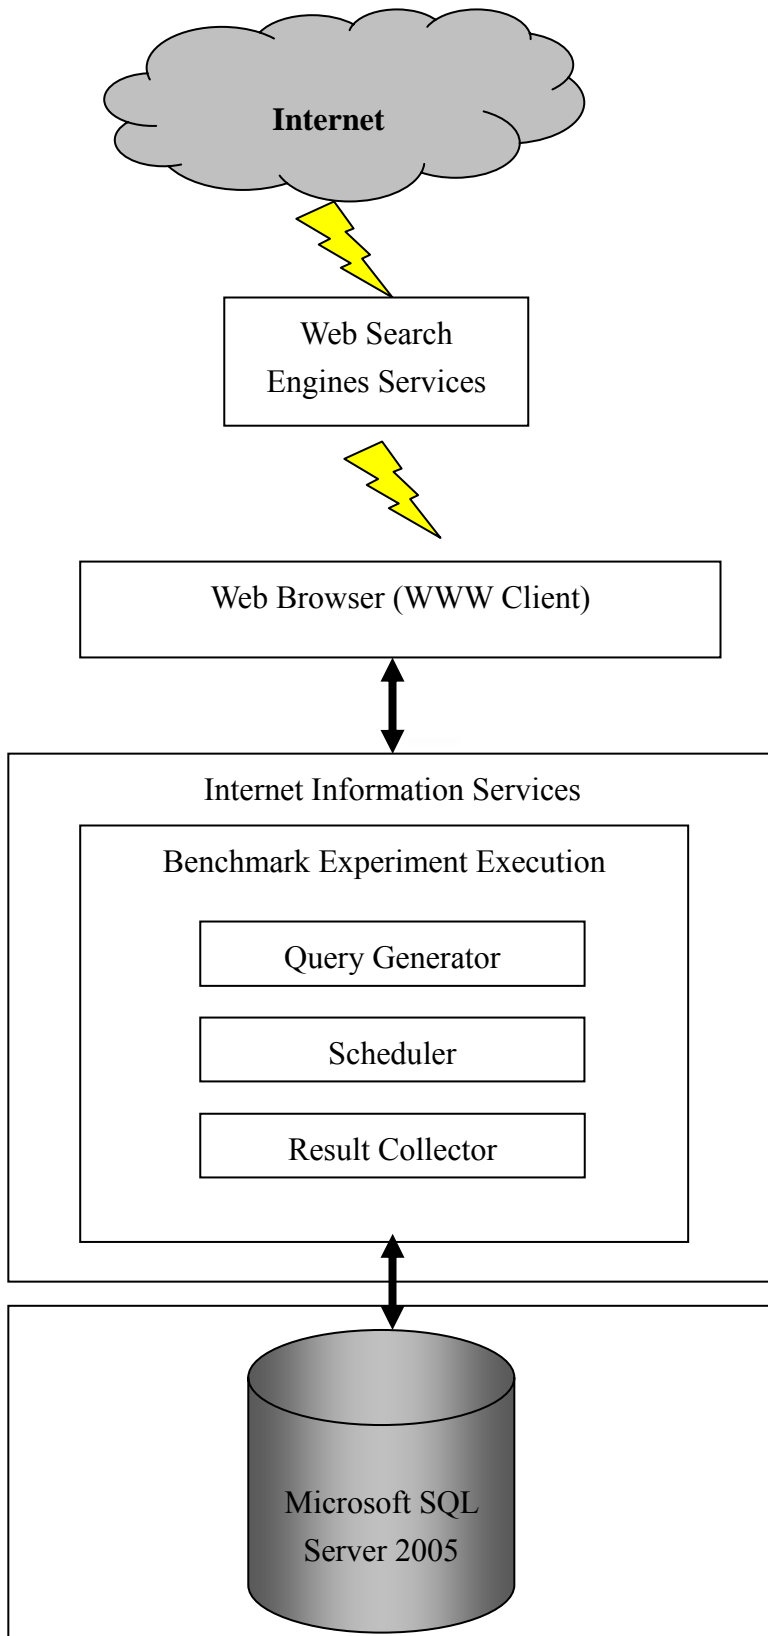 Internet
Web Search
Engines Services
Web Browser (WWW Client)
Internet Information Services
Benchmark Experiment Execution
Query Generator
Scheduler
Result Collector
Microsoft SQL
Server 2005